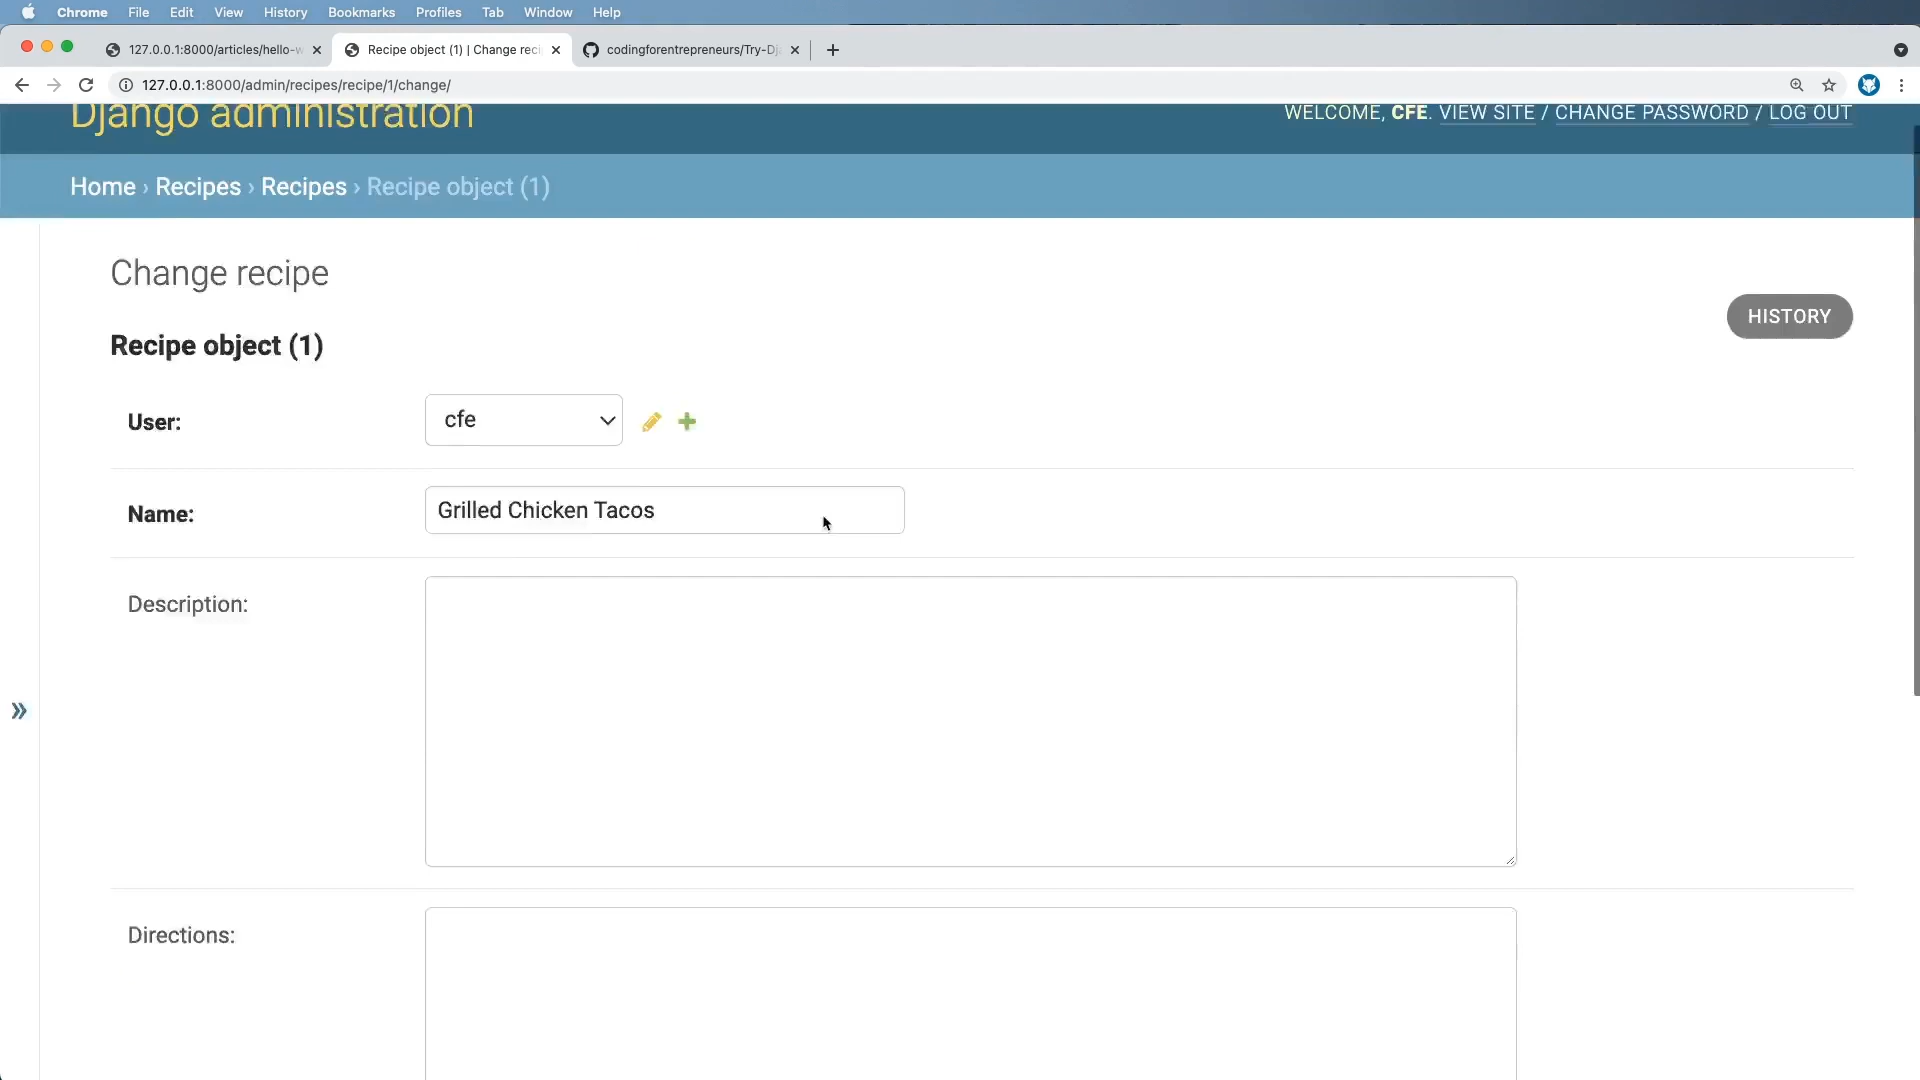 Chrome File Edit View History Bookmarks Profiles Tab Window Help
127.0.0.1:8000/articles/hello-w Recipe object (1) | Change reci codingforentrepreneurs/Try-Dj
127.0.0.1:8000/admin/recipes/recipe/1/change/
Django administration
WELCOME, CFE. VIEW SITE / CHANGE PASSWORD / LOG OUT
Home › Recipes › Recipes › Recipe object (1)
Change recipe
HISTORY
Recipe object (1)
User: cfe
Name: Grilled Chicken Tacos
Description:
Directions: